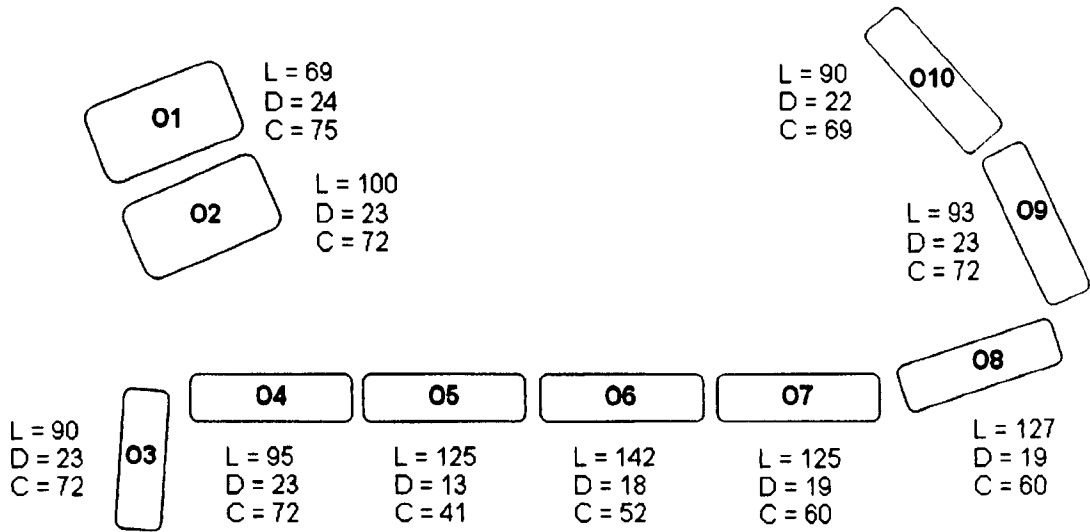 O1
L = 69
D = 24
C = 75
O2
L = 100
D = 23
C = 72
O10
L = 90
D = 22
C = 69
O9
L = 93
D = 23
C = 72
O3
L = 90
D = 23
C = 72
O4
L = 95
D = 23
C = 72
O5
L = 125
D = 13
C = 41
O6
L = 142
D = 18
C = 52
O7
L = 125
D = 19
C = 60
O8
L = 127
D = 19
C = 60